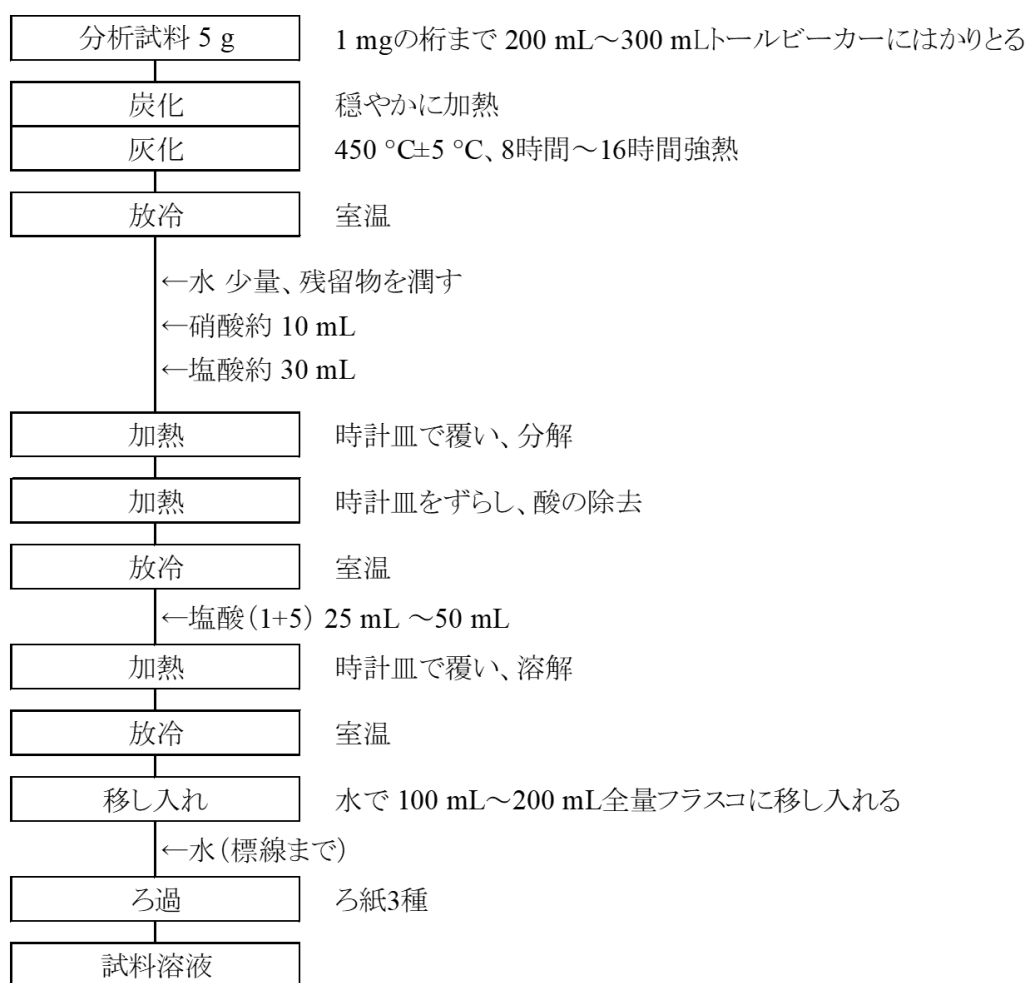 分析試料 5 g 1 mgの桁まで 200 mL～300 mLトールビーカーにはかりとる
炭化 穏やかに加熱
灰化 450 °C±5 °C、8時間～16時間強熱
放冷 室温
←水 少量、残留物を潤す
←硝酸約 10 mL
←塩酸約 30 mL
加熱 時計皿で覆い、分解
加熱 時計皿をずらし、酸の除去
放冷 室温
←塩酸（1+5） 25 mL ～50 mL
加熱 時計皿で覆い、溶解
放冷 室温
移し入れ 水で 100 mL～200 mL全量フラスコに移し入れる
←水（標線まで）
ろ過 ろ紙3種
試料溶液